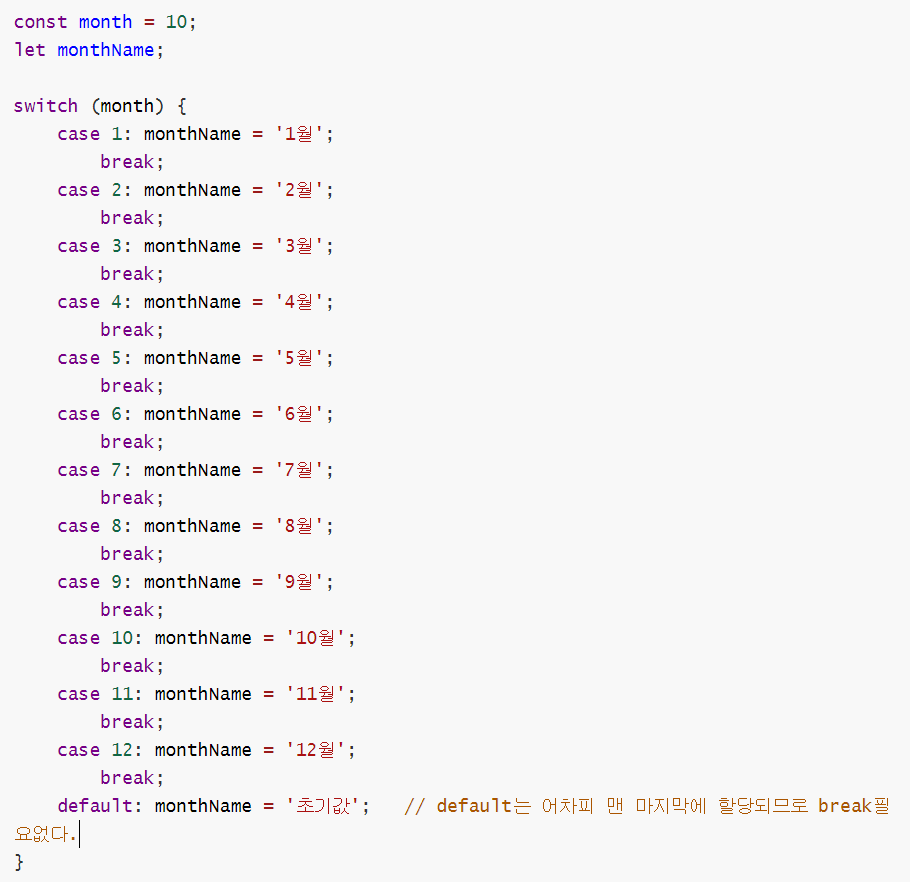 const month = 10;
let monthName;
switch (month) {
    case 1: monthName = '1월';
        break;
    case 2: monthName = '2월';
        break;
    case 3: monthName = '3월';
        break;
    case 4: monthName = '4월';
        break;
    case 5: monthName = '5월';
        break;
    case 6: monthName = '6월';
        break;
    case 7: monthName = '7월';
        break;
    case 8: monthName = '8월';
        break;
    case 9: monthName = '9월';
        break;
    case 10: monthName = '10월';
        break;
    case 11: monthName = '11월';
        break;
    case 12: monthName = '12월';
        break;
    default: monthName = '초기값';   // default는 어차피 맨 마지막에 할당되므로 break필
요없다.
}